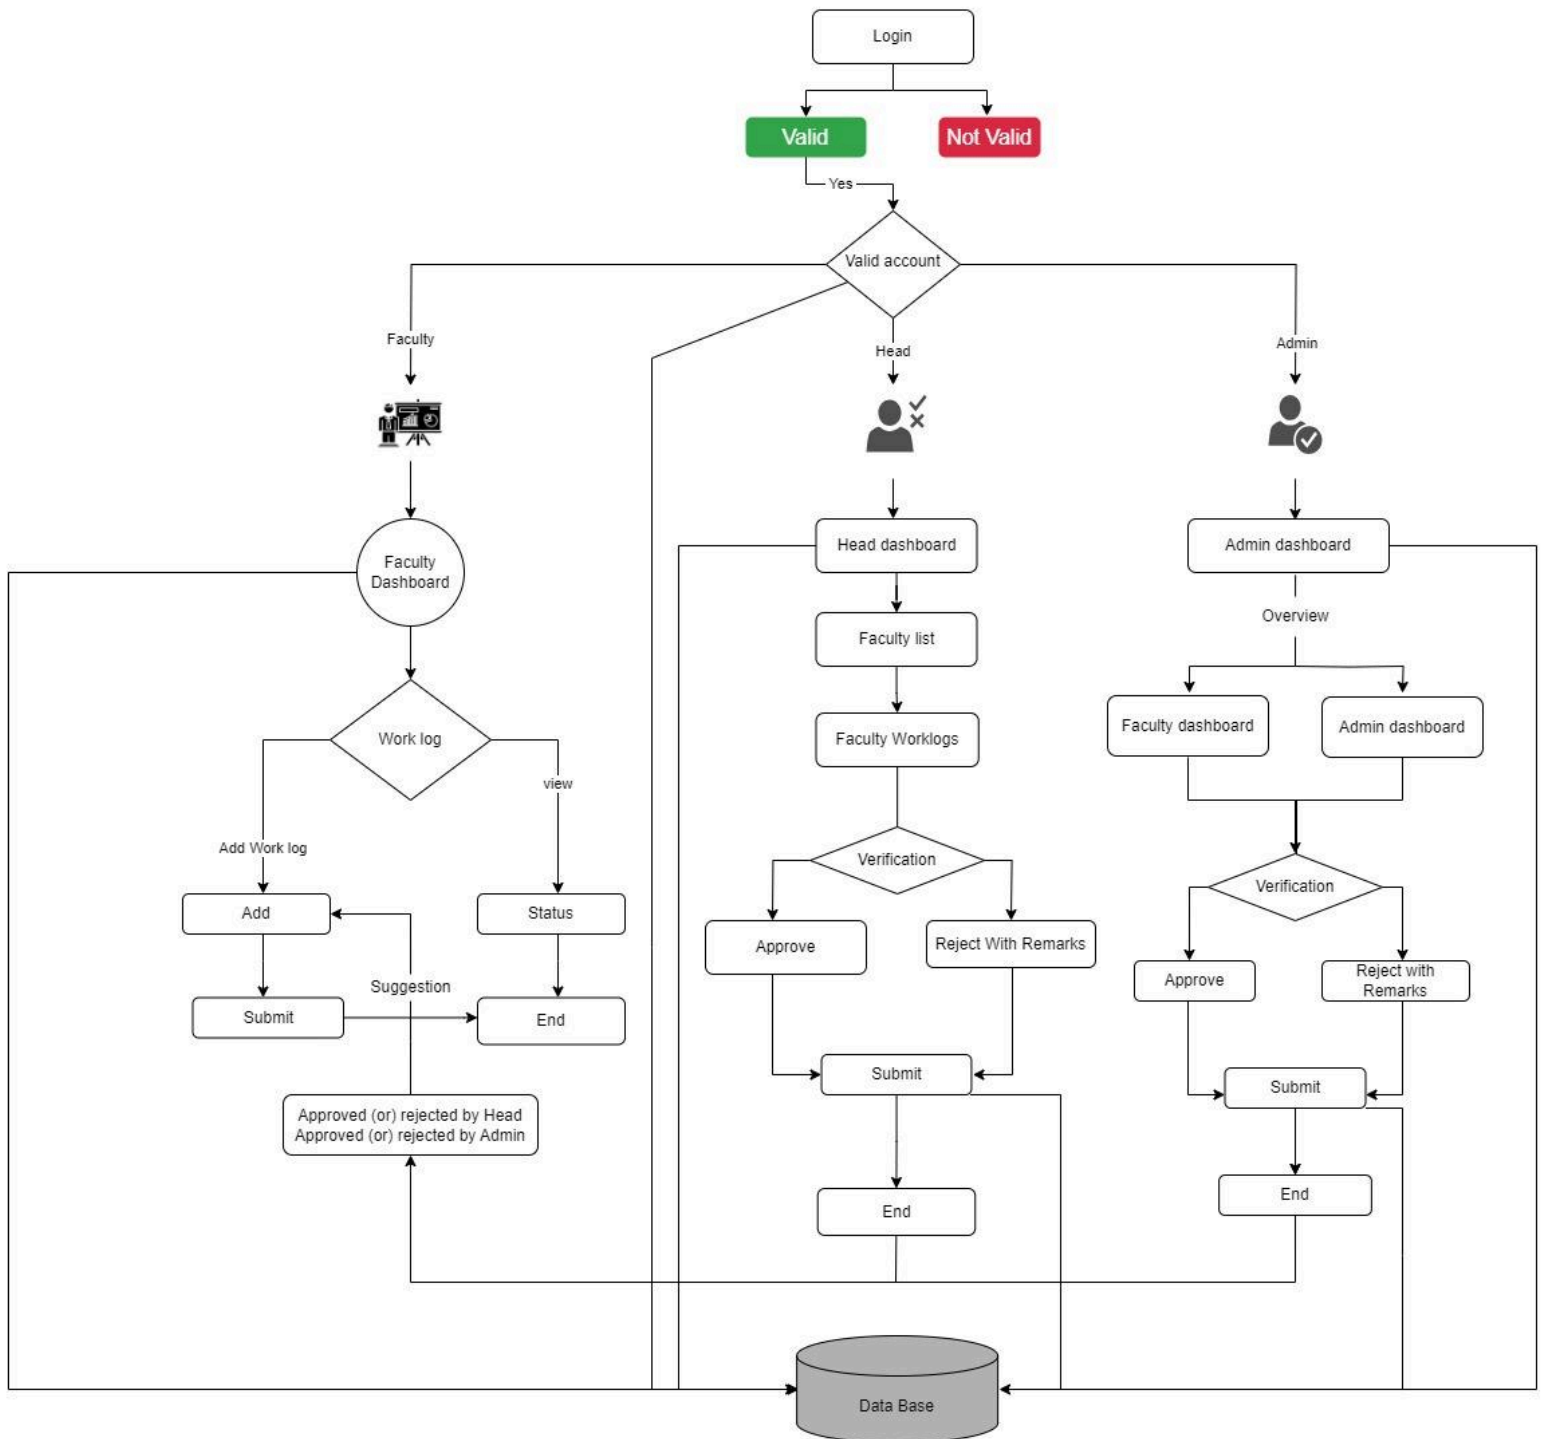 Login
Valid
Not Valid
Yes
Valid account
Faculty
Head
Admin
Faculty
Dashboard
Head dashboard
Admin dashboard
Overview
Faculty list
Work log
Faculty Worklogs
Faculty dashboard
Admin dashboard
view
Add Work log
Verification
Verification
Add
Status
Approve
Reject With Remarks
Approve
Reject with
Remarks
Suggestion
Submit
End
Submit
Submit
Approved (or) rejected by Head
Approved (or) rejected by Admin
End
End
Data Base